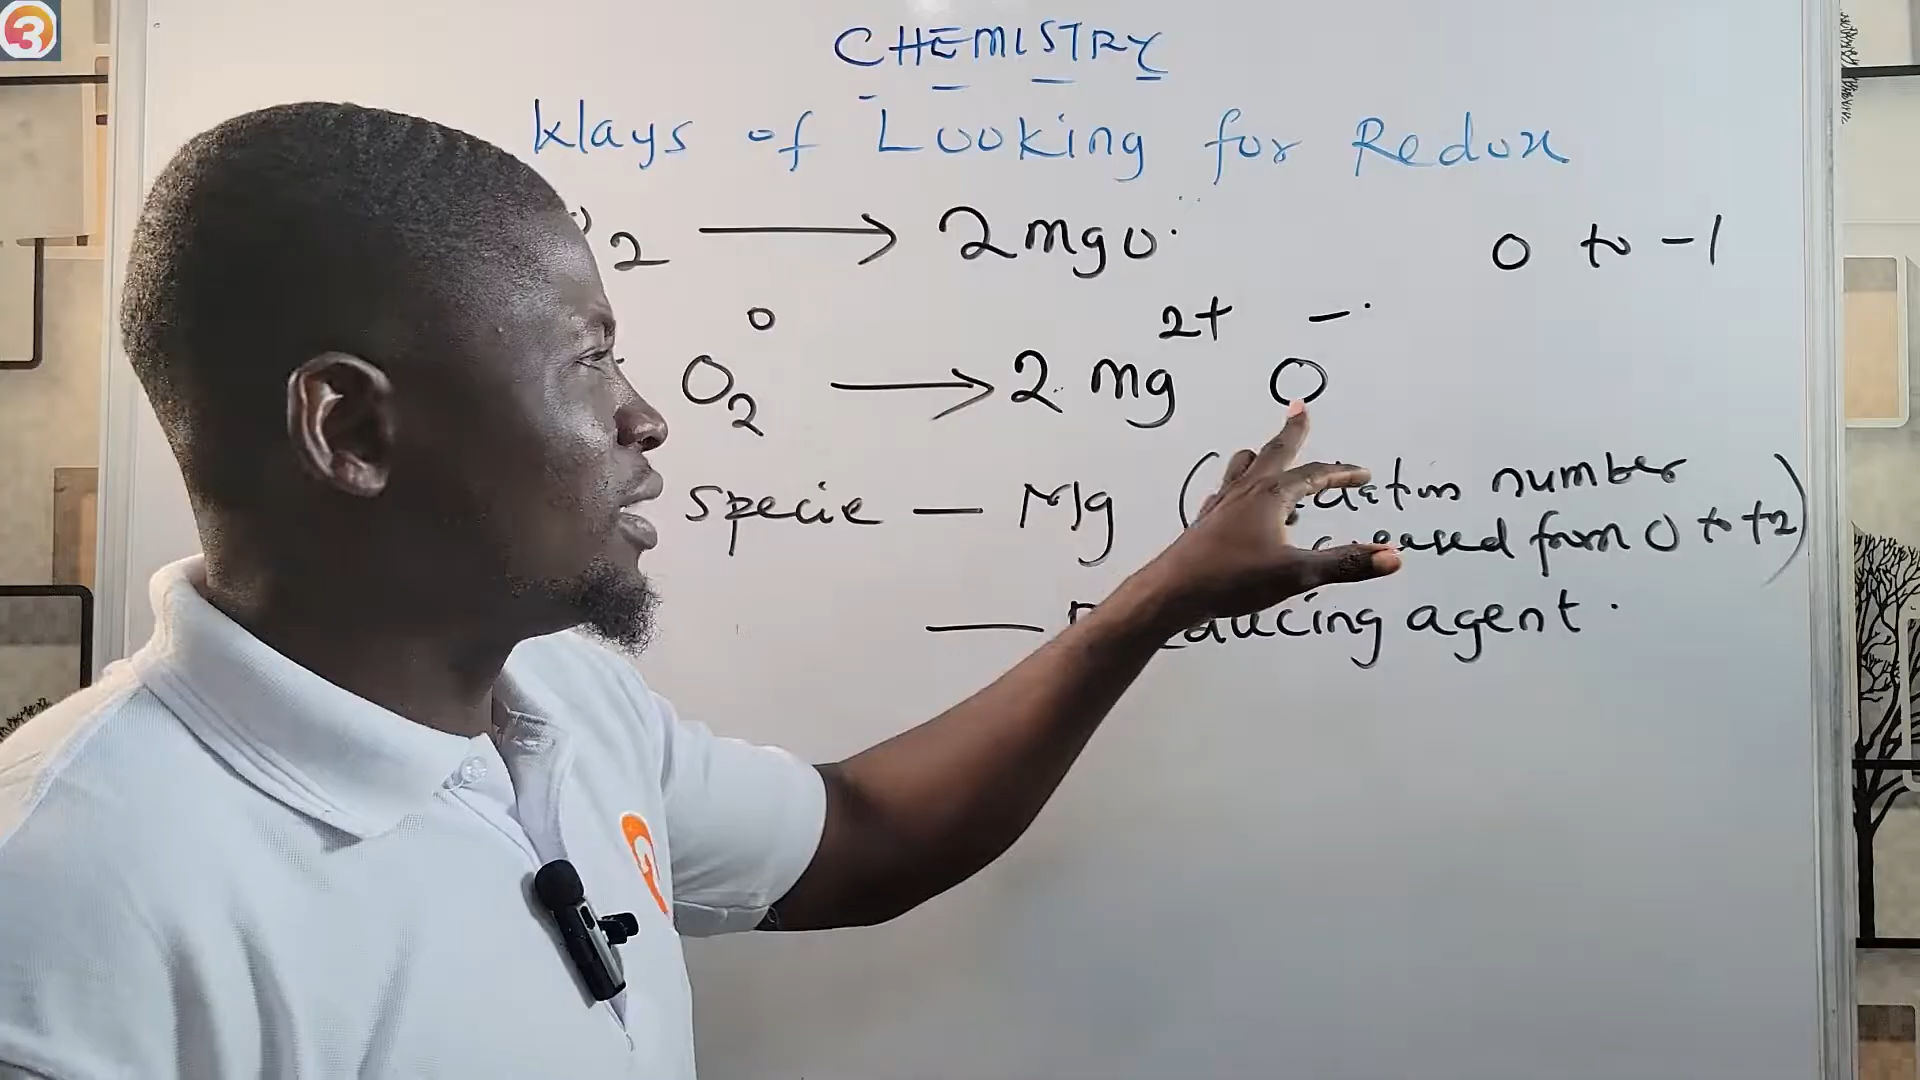 3
CHEMISTRY
Ways of Looking for Redox
2 → 2MgO. 0 to -1
0 2+ -
O2 → 2 Mg O
specie — Mg ( number
from 0 to +2)
— agent.